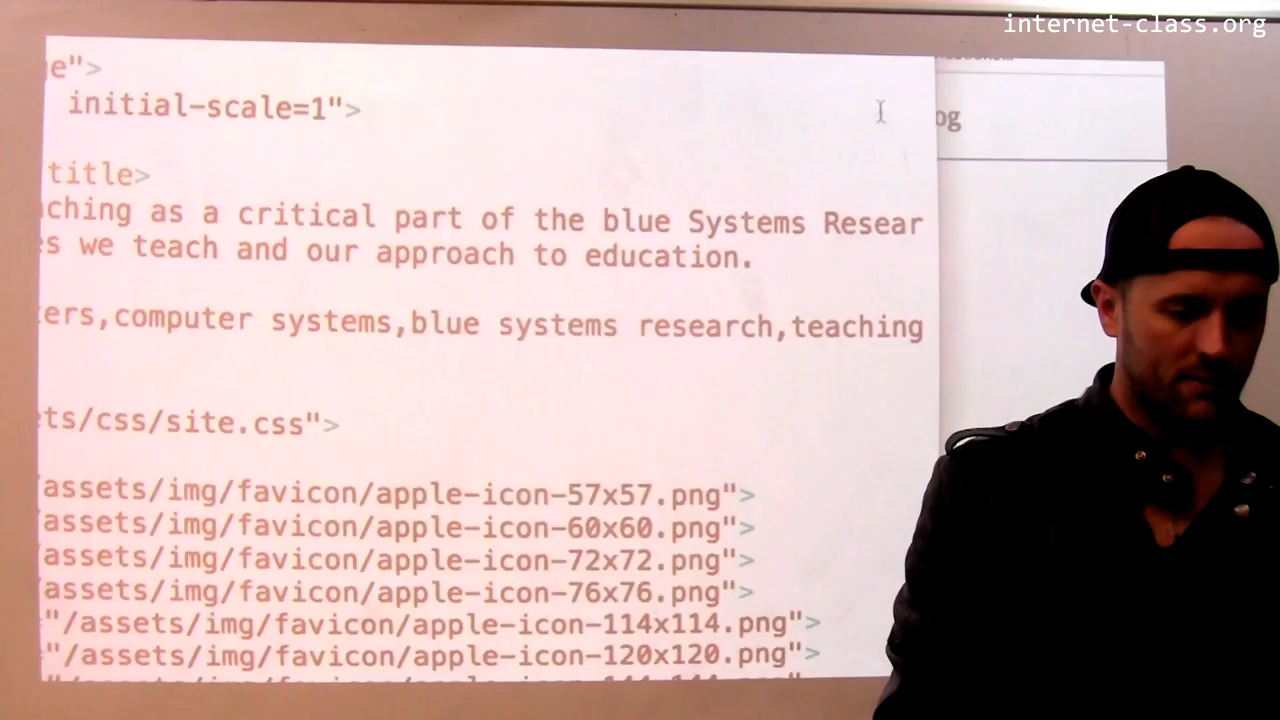 internet-class.org
e">
initial-scale=1">
og
title>
ching as a critical part of the blue Systems Resear
s we teach and our approach to education.
ers,computer systems,blue systems research,teaching
ts/css/site.css">
/assets/img/favicon/apple-icon-57x57.png">
/assets/img/favicon/apple-icon-60x60.png">
/assets/img/favicon/apple-icon-72x72.png">
/assets/img/favicon/apple-icon-76x76.png">
"/assets/img/favicon/apple-icon-114x114.png">
"/assets/img/favicon/apple-icon-120x120.png">